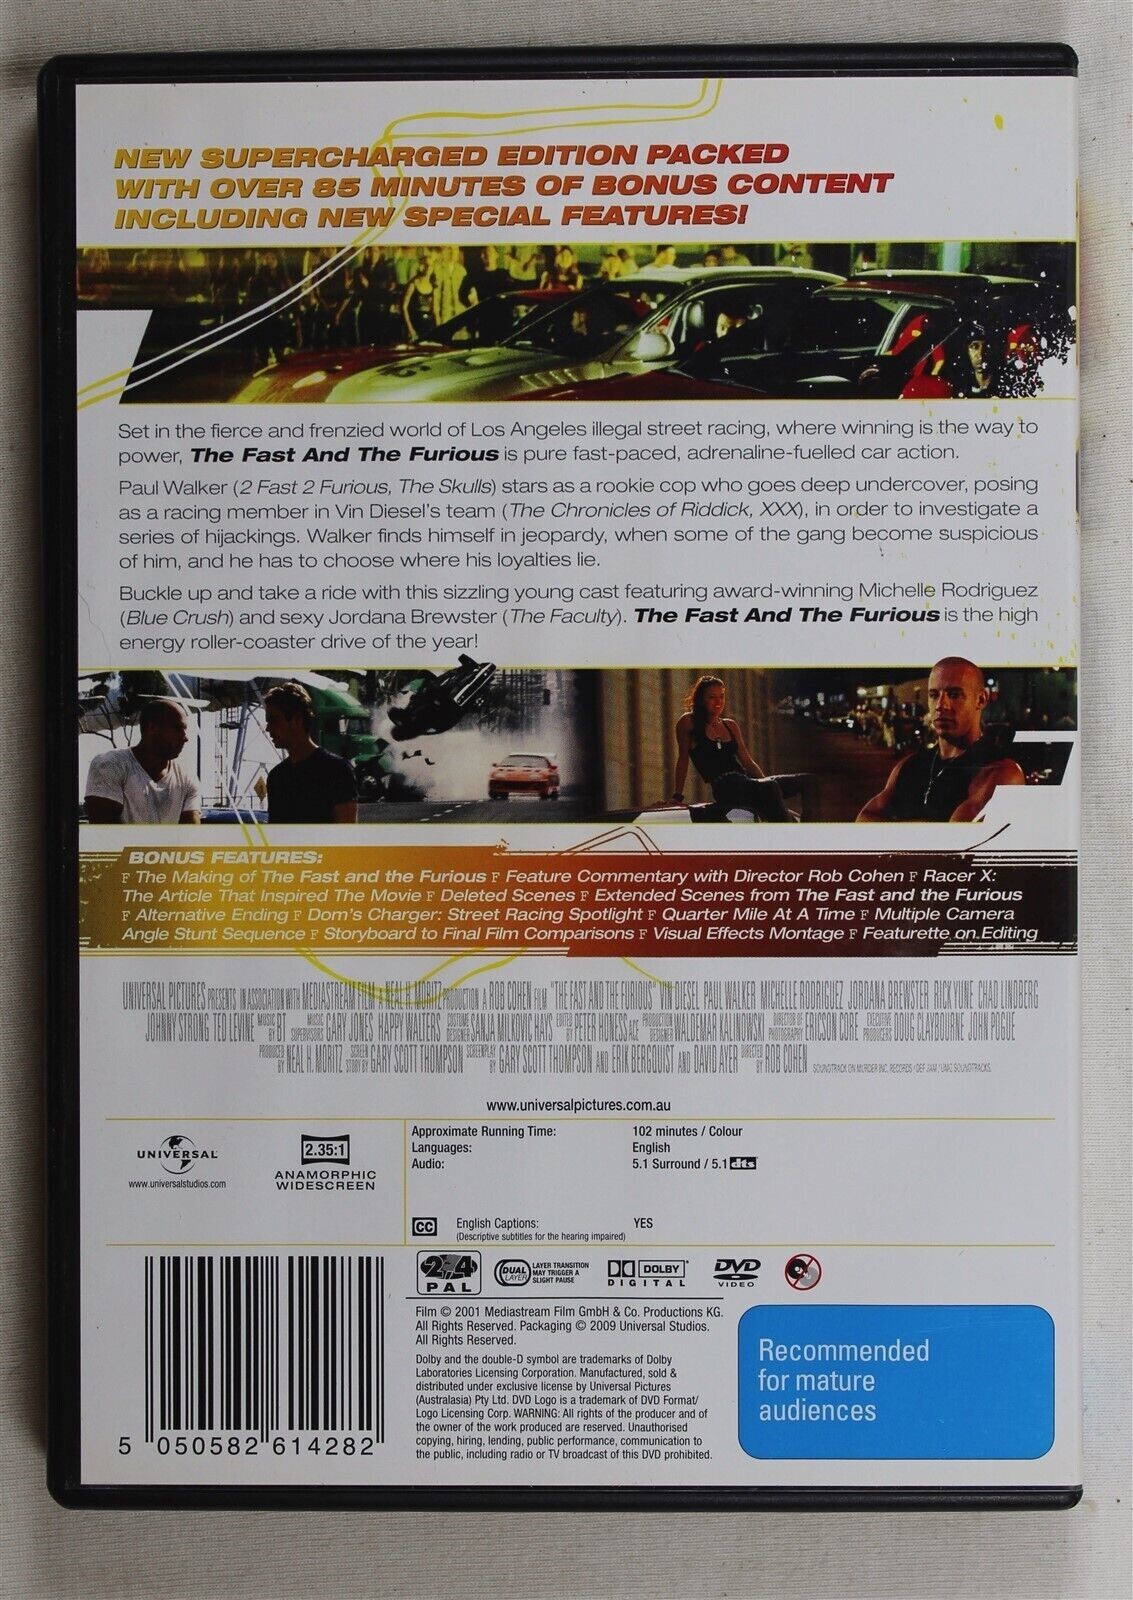 NEW SUPERCHARGED EDITION PACKED
WITH OVER 85 MINUTES OF BONUS CONTENT
INCLUDING NEW SPECIAL FEATURES!
Set in the fierce and frenzied world of Los Angeles illegal street racing, where winning is the way to
power, The Fast And The Furious is pure fast-paced, adrenaline-fuelled car action.
Paul Walker (2 Fast 2 Furious, The Skulls) stars as a rookie cop who goes deep undercover, posing
as a racing member in Vin Diesel's team (The Chronicles of Riddick, XXX), in order to investigate a
series of hijackings. Walker finds himself in jeopardy, when some of the gang become suspicious
of him, and he has to choose where his loyalties lie.
Buckle up and take a ride with this sizzling young cast featuring award-winning Michelle Rodriguez
(Blue Crush) and sexy Jordana Brewster (The Faculty). The Fast And The Furious is the high
energy roller-coaster drive of the year!
BONUS FEATURES:
F The Making of The Fast and the Furious F Feature Commentary with Director Rob Cohen F Racer X:
The Article That Inspired The Movie F Deleted Scenes F Extended Scenes from The Fast and the Furious
F Alternative Ending F Dom's Charger: Street Racing Spotlight F Quarter Mile At A Time F Multiple Camera
Angle Stunt Sequence F Storyboard to Final Film Comparisons F Visual Effects Montage F Featurette on Editing
UNIVERSAL PICTURES PRESENTS IN ASSOCIATION WITH MEDIASTREAM FILM A NEAL H. MORITZ PRODUCTION A ROB COHEN FILM "THE FAST AND THE FURIOUS" VIN DIESEL PAUL WALKER MICHELLE RODRIGUEZ JORDANA BREWSTER RICK YUNE CHAD LINDBERG
JOHNNY STRONG TED LEVINE MUSIC BY BT MUSIC SUPERVISORS GARY JONES HAPPY WALTERS COSTUME DESIGNER SANJA MILKOVIC HAYS EDITED BY PETER HONESS ACE PRODUCTION DESIGNER WALDEMAR KALINOWSKI DIRECTOR OF PHOTOGRAPHY ERICSON CORE EXECUTIVE PRODUCERS DOUG CLAYBOURNE JOHN POGUE
PRODUCED BY NEAL H. MORITZ SCREEN STORY BY GARY SCOTT THOMPSON SCREENPLAY BY GARY SCOTT THOMPSON AND ERIK BERGQUIST AND DAVID AYER DIRECTED BY ROB COHEN SOUNDTRACK ON MURDER INC. RECORDS / DEF JAM / UMG SOUNDTRACKS.
www.universalpictures.com.au
UNIVERSAL
www.universalstudios.com
2.35:1
ANAMORPHIC
WIDESCREEN
Approximate Running Time: 102 minutes / Colour
Languages: English
Audio: 5.1 Surround / 5.1 dts
CC English Captions: YES
(Descriptive subtitles for the hearing impaired)
2 4
PAL
DUAL LAYER
LAYER TRANSITION
MAY TRIGGER A
SLIGHT PAUSE
DOLBY
DIGITAL
DVD
VIDEO
Film © 2001 Mediastream Film GmbH & Co. Productions KG.
All Rights Reserved. Packaging © 2009 Universal Studios.
All Rights Reserved.
Dolby and the double-D symbol are trademarks of Dolby
Laboratories Licensing Corporation. Manufactured, sold &
distributed under exclusive license by Universal Pictures
(Australasia) Pty Ltd. DVD Logo is a trademark of DVD Format/
Logo Licensing Corp. WARNING: All rights of the producer and of
the owner of the work produced are reserved. Unauthorised
copying, hiring, lending, public performance, communication to
the public, including radio or TV broadcast of this DVD prohibited.
Recommended
for mature
audiences
5 050582 614282